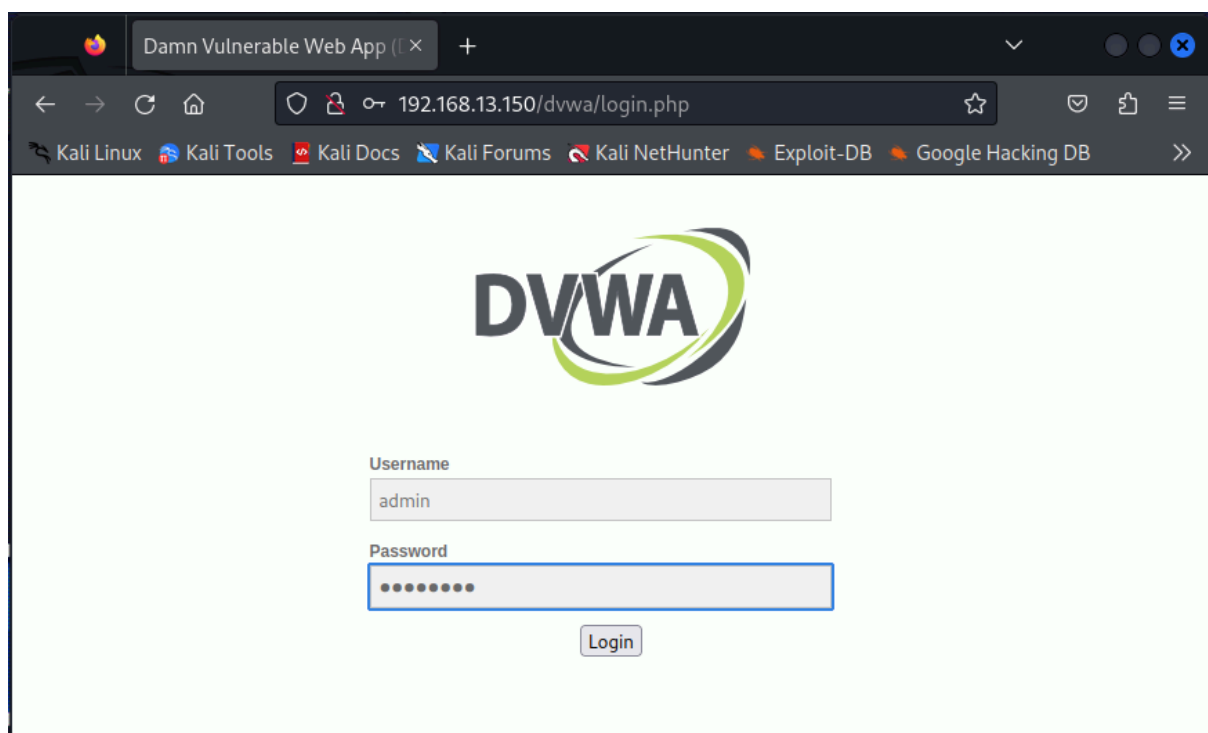 Damn Vulnerable Web App (D
192.168.13.150/dvwa/login.php
Kali Linux Kali Tools Kali Docs Kali Forums Kali NetHunter Exploit-DB Google Hacking DB
DVWA
Username
admin
Password
Login